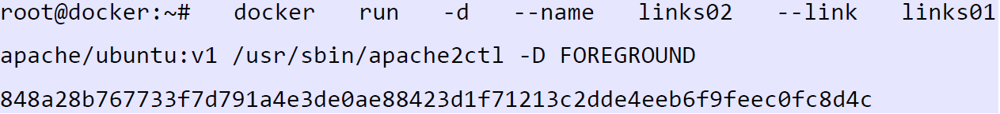 root@docker:~# docker run -d --name links02 --link links01
apache/ubuntu:v1 /usr/sbin/apache2ctl -D FOREGROUND
848a28b767733f7d791a4e3de0ae88423d1f71213c2dde4eeb6f9feec0fc8d4c